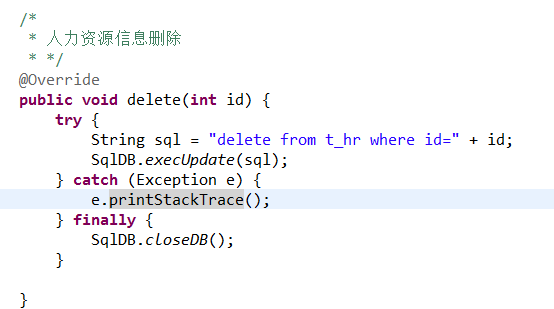 /*
 * 人力资源信息删除
 * */
@Override
public void delete(int id) {
    try {
        String sql = "delete from t_hr where id=" + id;
        SqlDB.execUpdate(sql);
    } catch (Exception e) {
        e.printStackTrace();
    } finally {
        SqlDB.closeDB();
    }
}